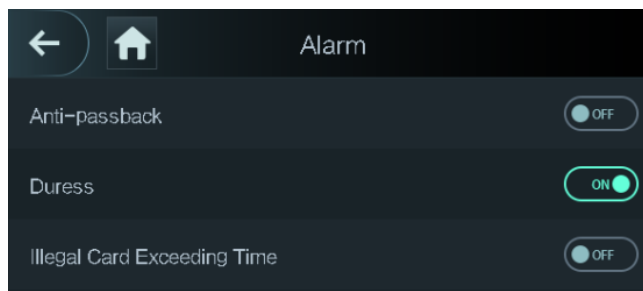 Alarm
Anti-passback
OFF
Duress
ON
Illegal Card Exceeding Time
OFF